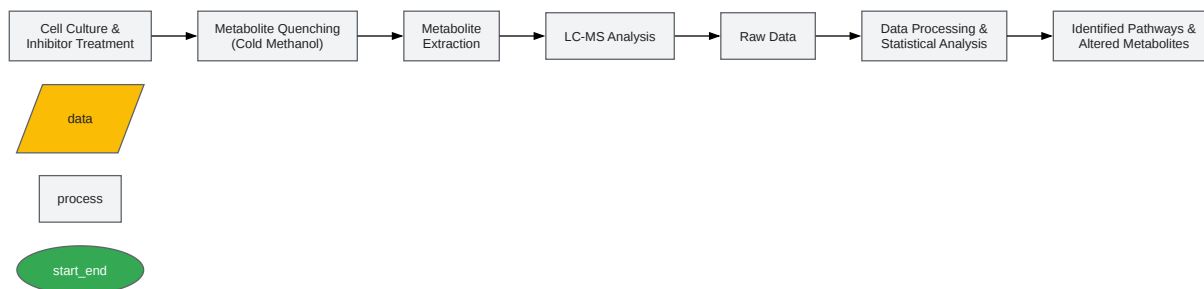 Cell Culture &
Inhibitor Treatment
Metabolite Quenching
(Cold Methanol)
Metabolite
Extraction
LC-MS Analysis
Raw Data
Data Processing &
Statistical Analysis
Identified Pathways &
Altered Metabolites
data
process
start_end